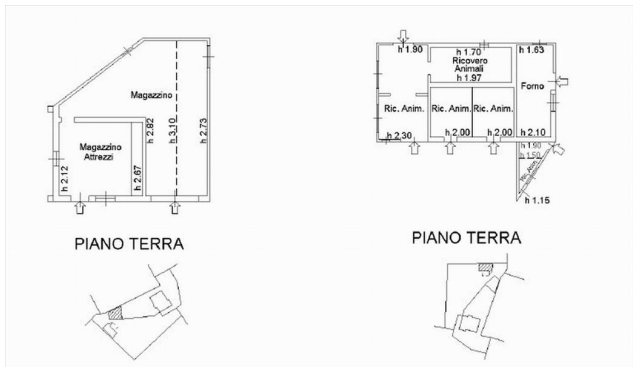 Magazzino
Magazzino
Attrezzi
h 2.12
h 2.67
h 2.82
h 3.10
h 2.73
PIANO TERRA
h 1.90
h 1.70
Ricovero
Animali
h 1.97
h 1.63
Forno
Ric. Anim.
Ric. Anim.
Ric. Anim.
h 2.30
h 2.00
h 2.00
h 2.10
h 1.90
h 1.50
Ric. Anim.
h 1.15
PIANO TERRA